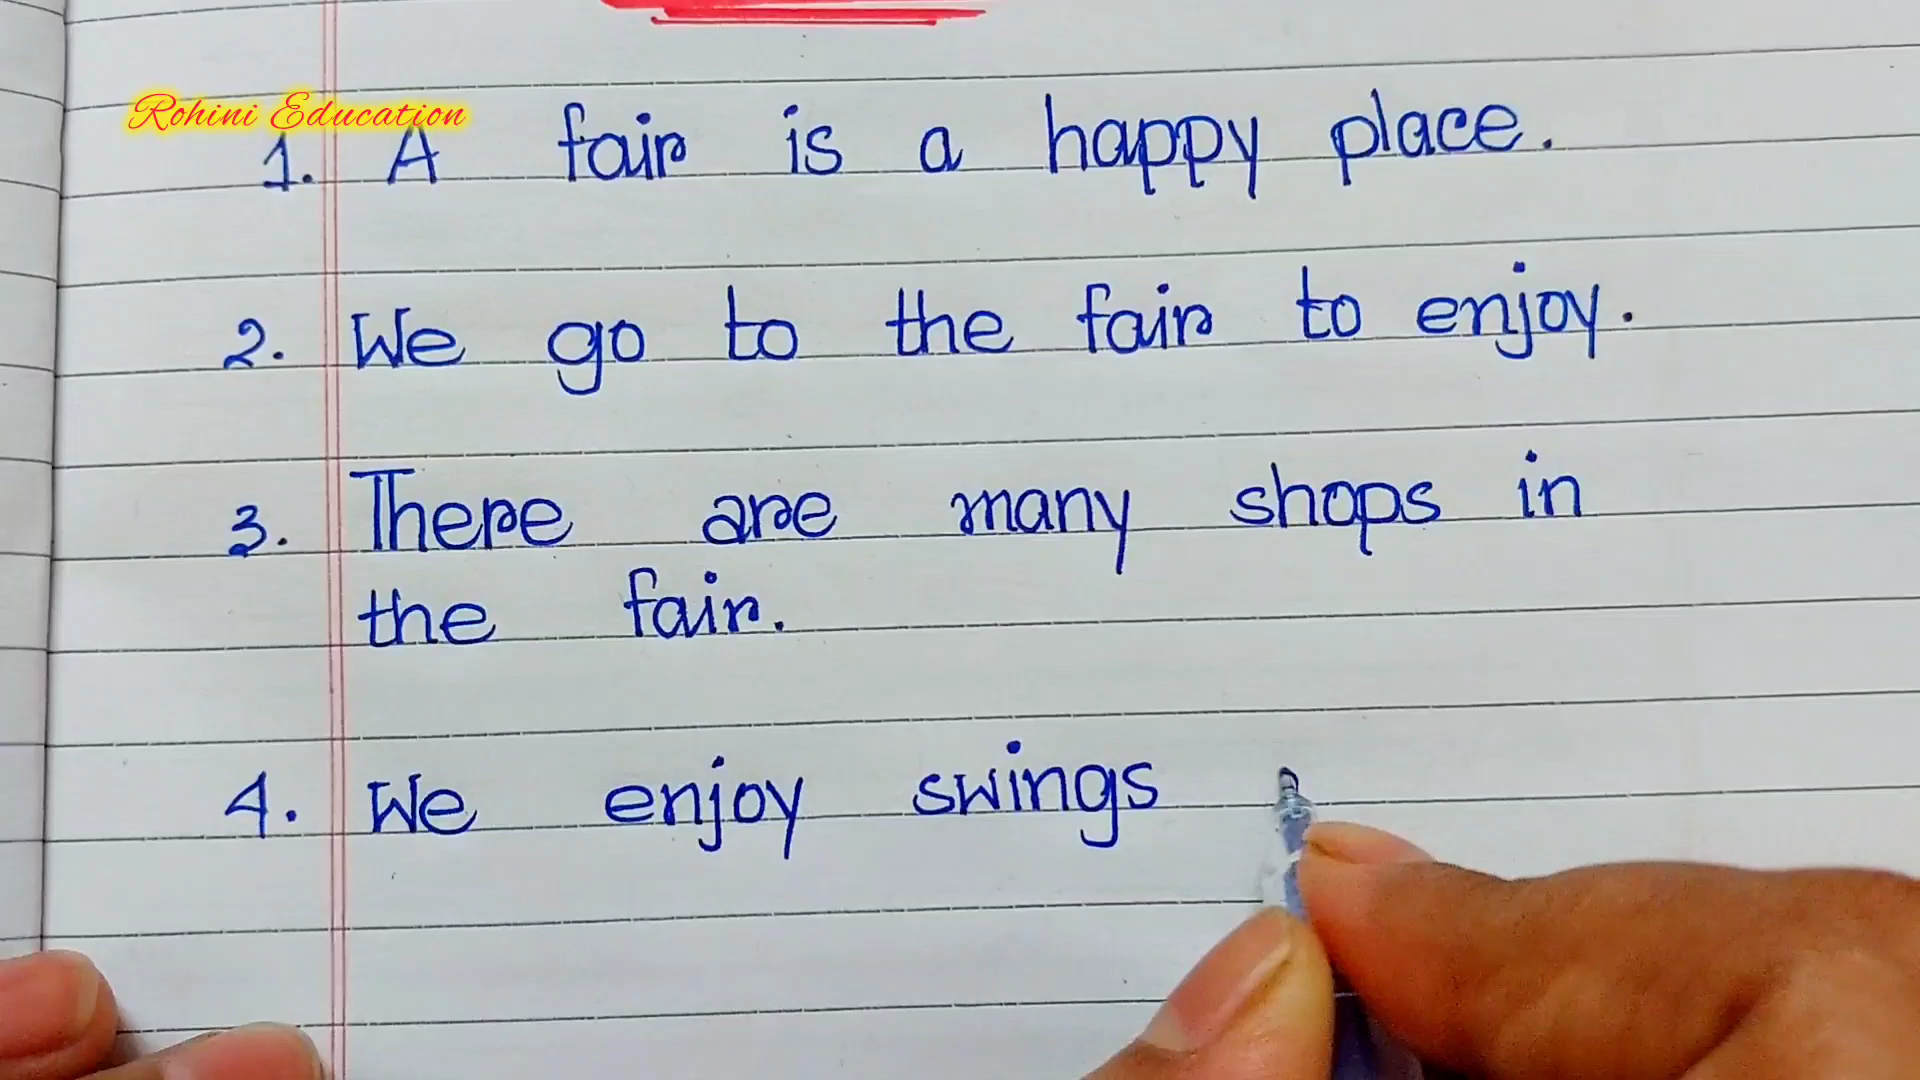 Rohini Education
1. A fair is a happy place.
2. We go to the fair to enjoy.
3. There are many shops in
the fair.
4. We enjoy swings